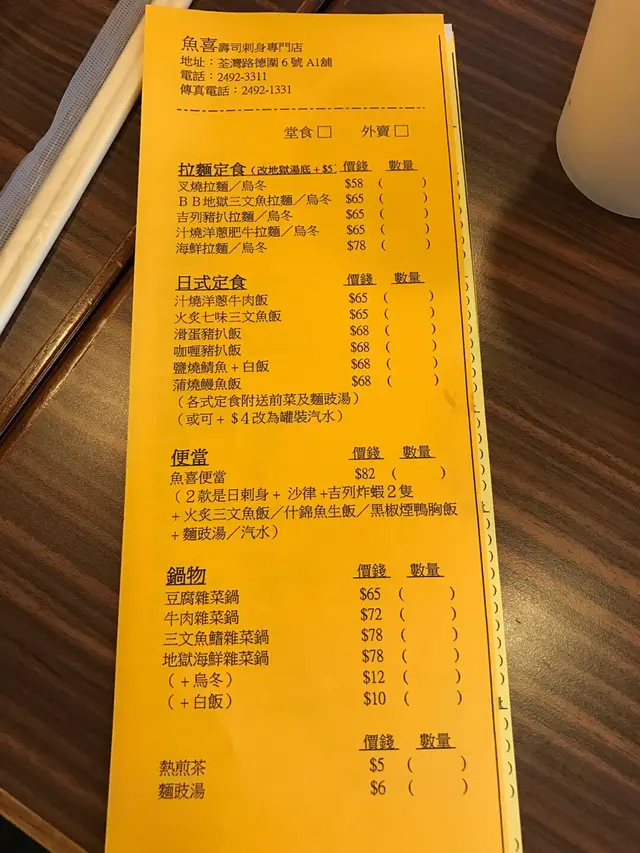 魚喜壽司刺身專門店
地址：荃灣路德圍6號A1舖
電話：2492-3311
傳真電話：2492-1331
堂食□ 外賣□
拉麵定食（改地獄湯底+$5） 價錢 數量
叉燒拉麵／烏冬 $58 ( )
ＢＢ地獄三文魚拉麵／烏冬 $65 ( )
吉列豬扒拉麵／烏冬 $65 ( )
汁燒洋蔥肥牛拉麵／烏冬 $65 ( )
海鮮拉麵／烏冬 $78 ( )
日式定食 價錢 數量
汁燒洋蔥牛肉飯 $65 ( )
火炙七味三文魚飯 $65 ( )
滑蛋豬扒飯 $68 ( )
咖喱豬扒飯 $68 ( )
鹽燒鯖魚+白飯 $68 ( )
蒲燒鰻魚飯 $68 ( )
（各式定食附送前菜及麵豉湯）
（或可+＄4改為罐裝汽水）
便當 價錢 數量
魚喜便當 $82 ( )
（2款是日刺身+ 沙律+吉列炸蝦2隻
+火炙三文魚飯／什錦魚生飯／黑椒煙鴨胸飯
+麵豉湯／汽水）
鍋物 價錢 數量
豆腐雜菜鍋 $65 ( )
牛肉雜菜鍋 $72 ( )
三文魚鰭雜菜鍋 $78 ( )
地獄海鮮雜菜鍋 $78 ( )
（+烏冬） $12 ( )
（+白飯） $10 ( )
價錢 數量
熱煎茶 $5 ( )
麵豉湯 $6 ( )